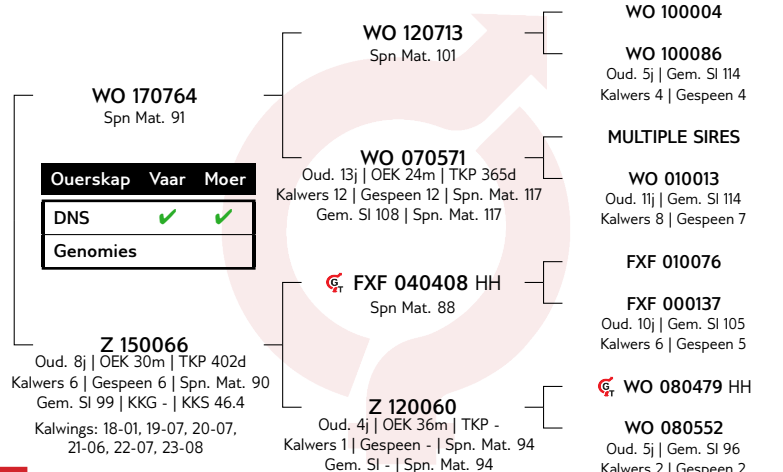 WO 170764
Spn Mat. 91
Ouerskap Vaar Moer
DNS ✔ ✔
Genomies
Z 150066
Oud. 8j | OEK 30m | TKP 402d
Kalwers 6 | Gespeen 6 | Spn. Mat. 90
Gem. SI 99 | KKG - | KKS 46.4
Kalwings: 18-01, 19-07, 20-07,
21-06, 22-07, 23-08
WO 120713
Spn Mat. 101
WO 070571
Oud. 13j | OEK 24m | TKP 365d
Kalwers 12 | Gespeen 12 | Spn. Mat. 117
Gem. SI 108 | Spn. Mat. 117
GT FXF 040408 HH
Spn Mat. 88
Z 120060
Oud. 4j | OEK 36m | TKP -
Kalwers 1 | Gespeen - | Spn. Mat. 94
Gem. SI - | Spn. Mat. 94
WO 100004
WO 100086
Oud. 5j | Gem. SI 114
Kalwers 4 | Gespeen 4
MULTIPLE SIRES
WO 010013
Oud. 11j | Gem. SI 114
Kalwers 8 | Gespeen 7
FXF 010076
FXF 000137
Oud. 10j | Gem. SI 105
Kalwers 6 | Gespeen 5
GT WO 080479 HH
WO 080552
Oud. 5j | Gem. SI 96
Kalwers 2 | Gespeen 2